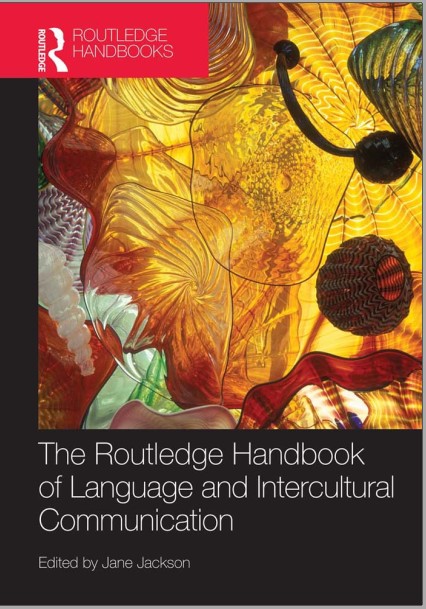 ROUTLEDGE
ROUTLEDGE
HANDBOOKS
The Routledge Handbook
of Language and Intercultural
Communication
Edited by Jane Jackson